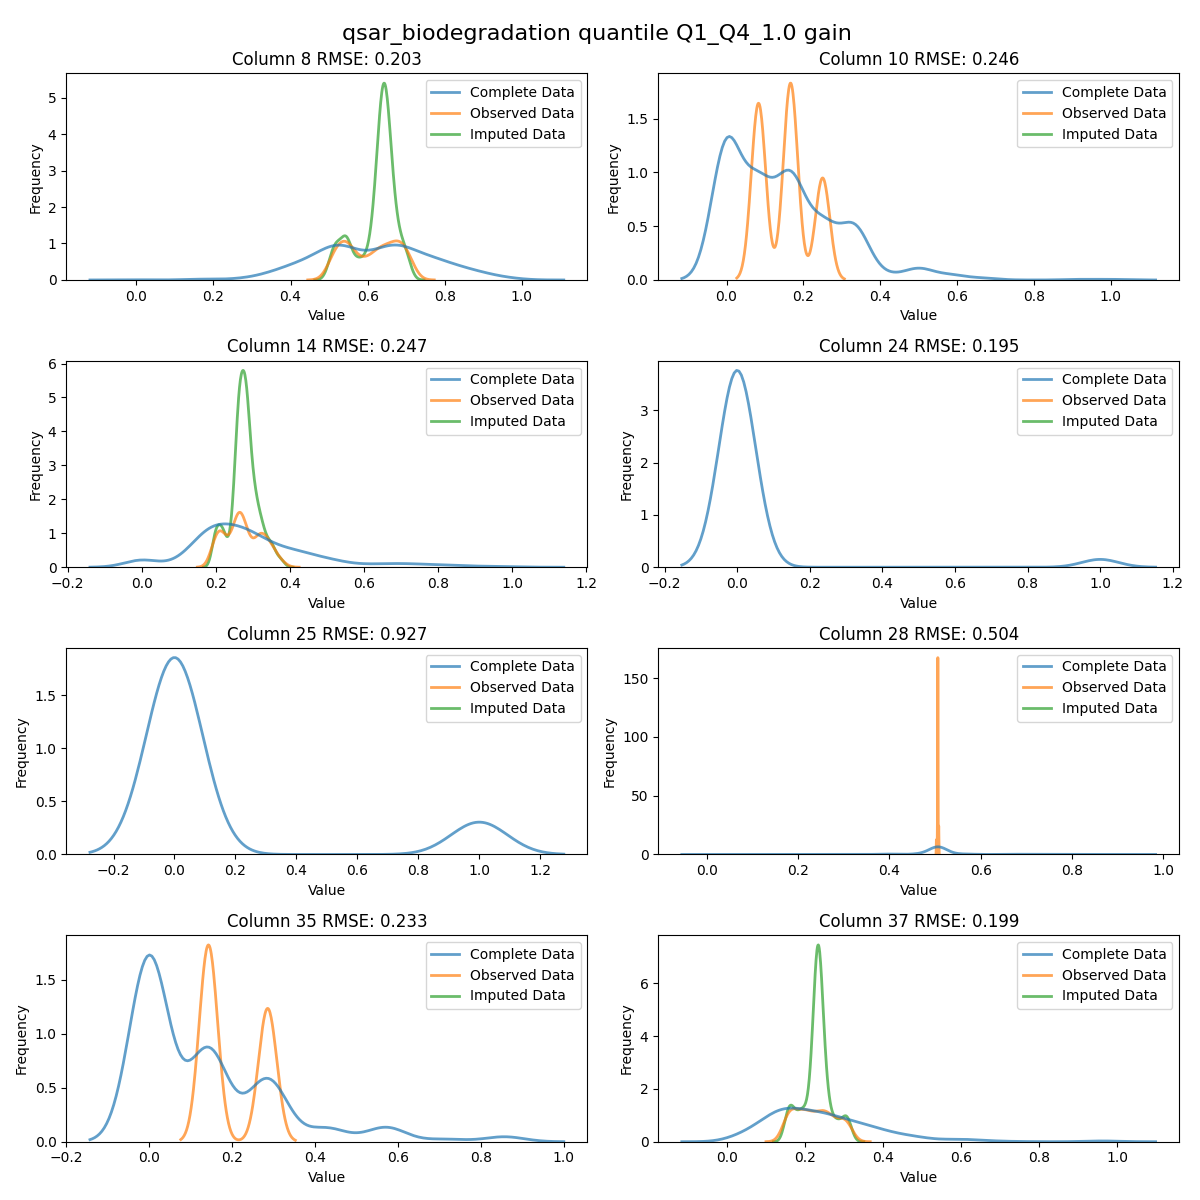 qsar_biodegradation quantile Q1_Q4_1.0 gain
Column 8 RMSE: 0.203
Frequency
5
4
3
2
1
0
Complete Data
Observed Data
Imputed Data
0.0 0.2 0.4 0.6 0.8 1.0
Value
Column 10 RMSE: 0.246
Frequency
1.5
1.0
0.5
0.0
Complete Data
Observed Data
Imputed Data
0.0 0.2 0.4 0.6 0.8 1.0
Value
Column 14 RMSE: 0.247
Frequency
6
5
4
3
2
1
0
Complete Data
Observed Data
Imputed Data
−0.2 0.0 0.2 0.4 0.6 0.8 1.0 1.2
Value
Column 24 RMSE: 0.195
Frequency
3
2
1
0
Complete Data
Observed Data
Imputed Data
−0.2 0.0 0.2 0.4 0.6 0.8 1.0 1.2
Value
Column 25 RMSE: 0.927
Frequency
1.5
1.0
0.5
0.0
Complete Data
Observed Data
Imputed Data
−0.2 0.0 0.2 0.4 0.6 0.8 1.0 1.2
Value
Column 28 RMSE: 0.504
Frequency
150
100
50
0
Complete Data
Observed Data
Imputed Data
0.0 0.2 0.4 0.6 0.8 1.0
Value
Column 35 RMSE: 0.233
Frequency
1.5
1.0
0.5
0.0
Complete Data
Observed Data
Imputed Data
−0.2 0.0 0.2 0.4 0.6 0.8 1.0
Value
Column 37 RMSE: 0.199
Frequency
6
4
2
0
Complete Data
Observed Data
Imputed Data
0.0 0.2 0.4 0.6 0.8 1.0
Value